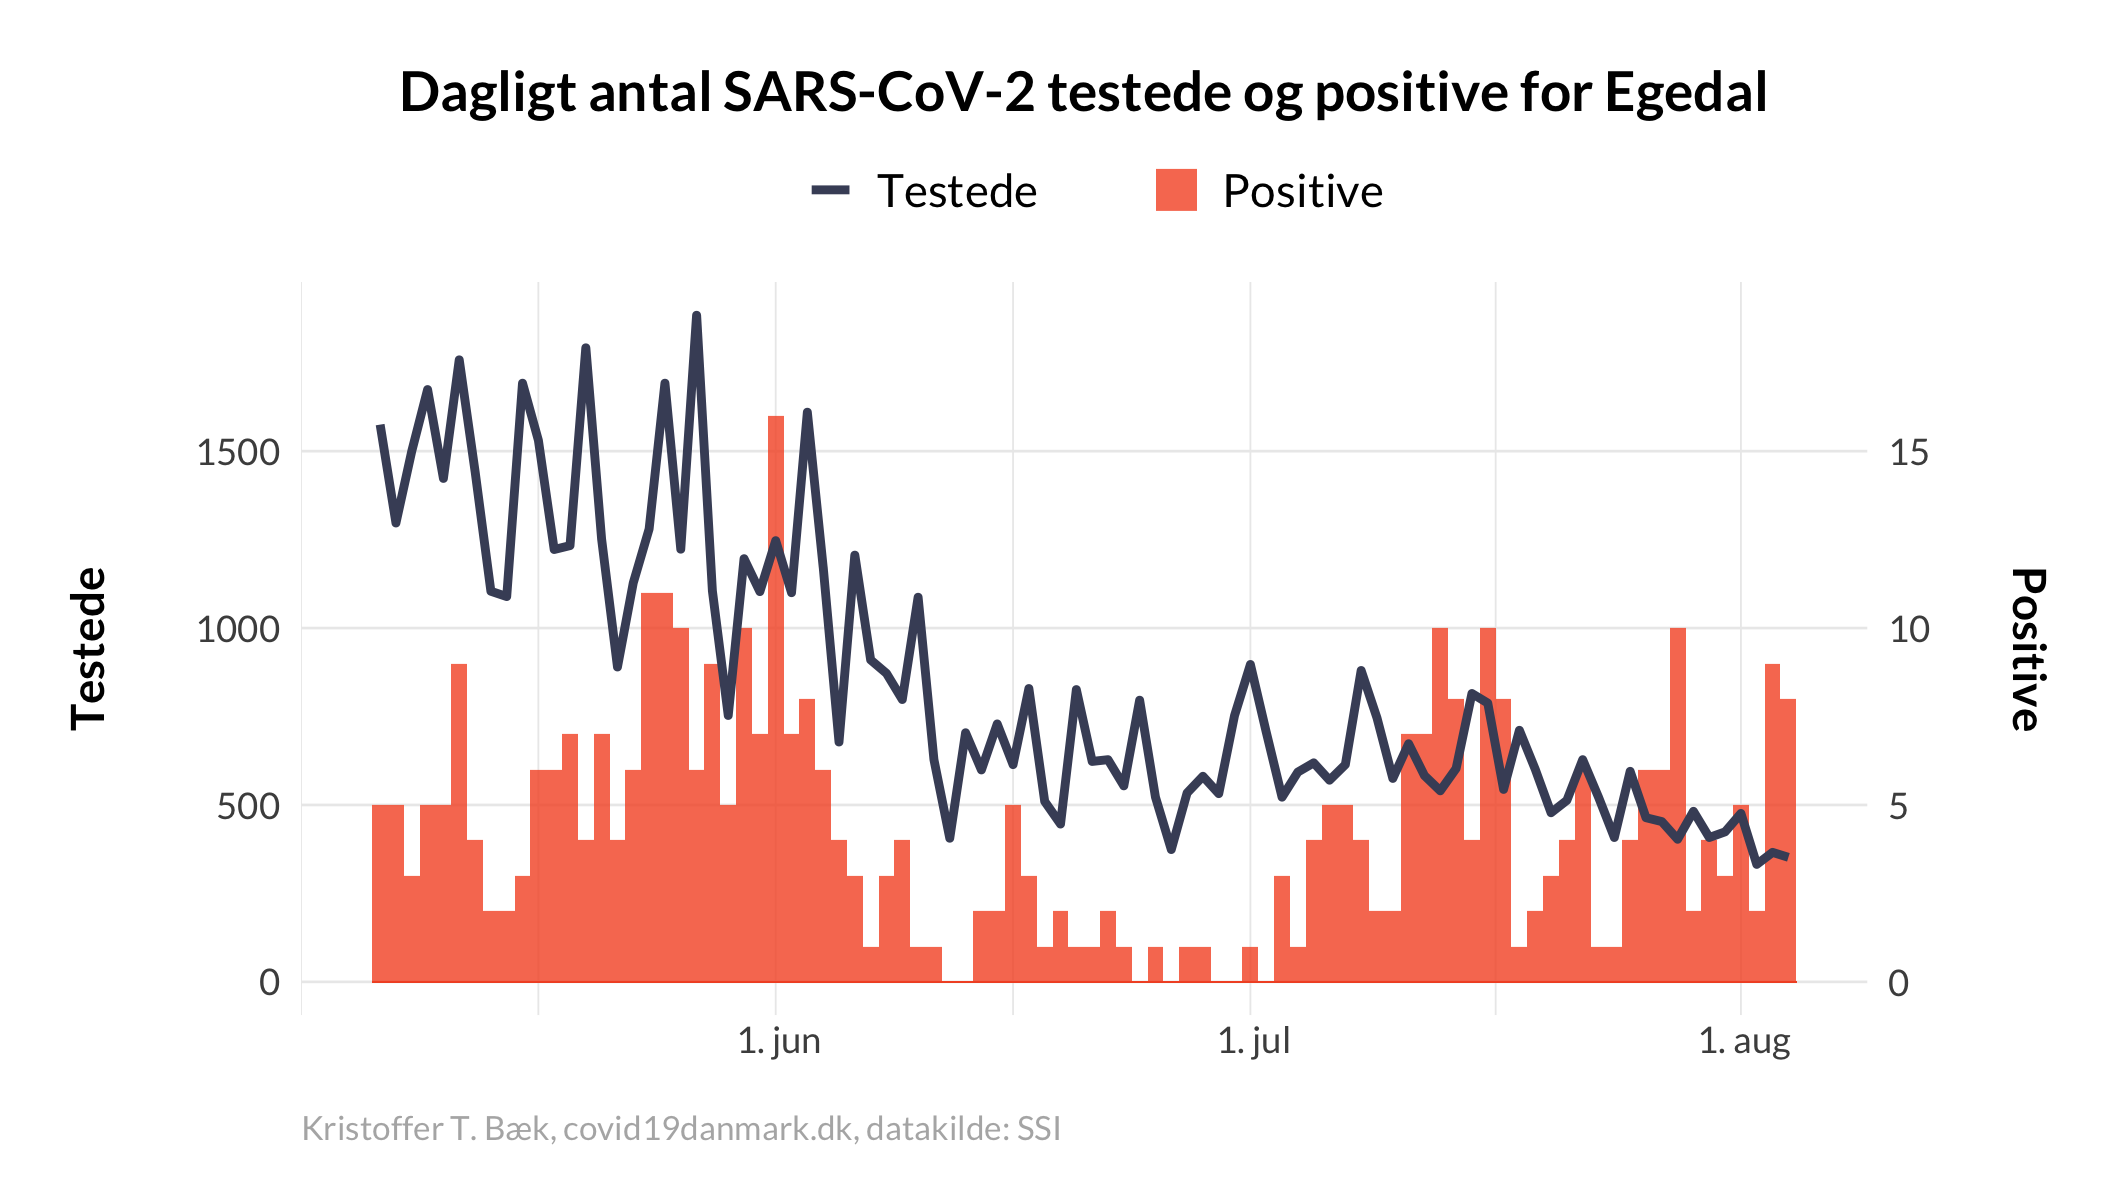 Dagligt antal SARS-CoV-2 testede og positive for Egedal
Testede
Positive
Testede
1500
1000
500
0
15
10
5
0
Positive
1. jun
1. jul
1. aug
Kristoffer T. Bæk, covid19danmark.dk, datakilde: SSI